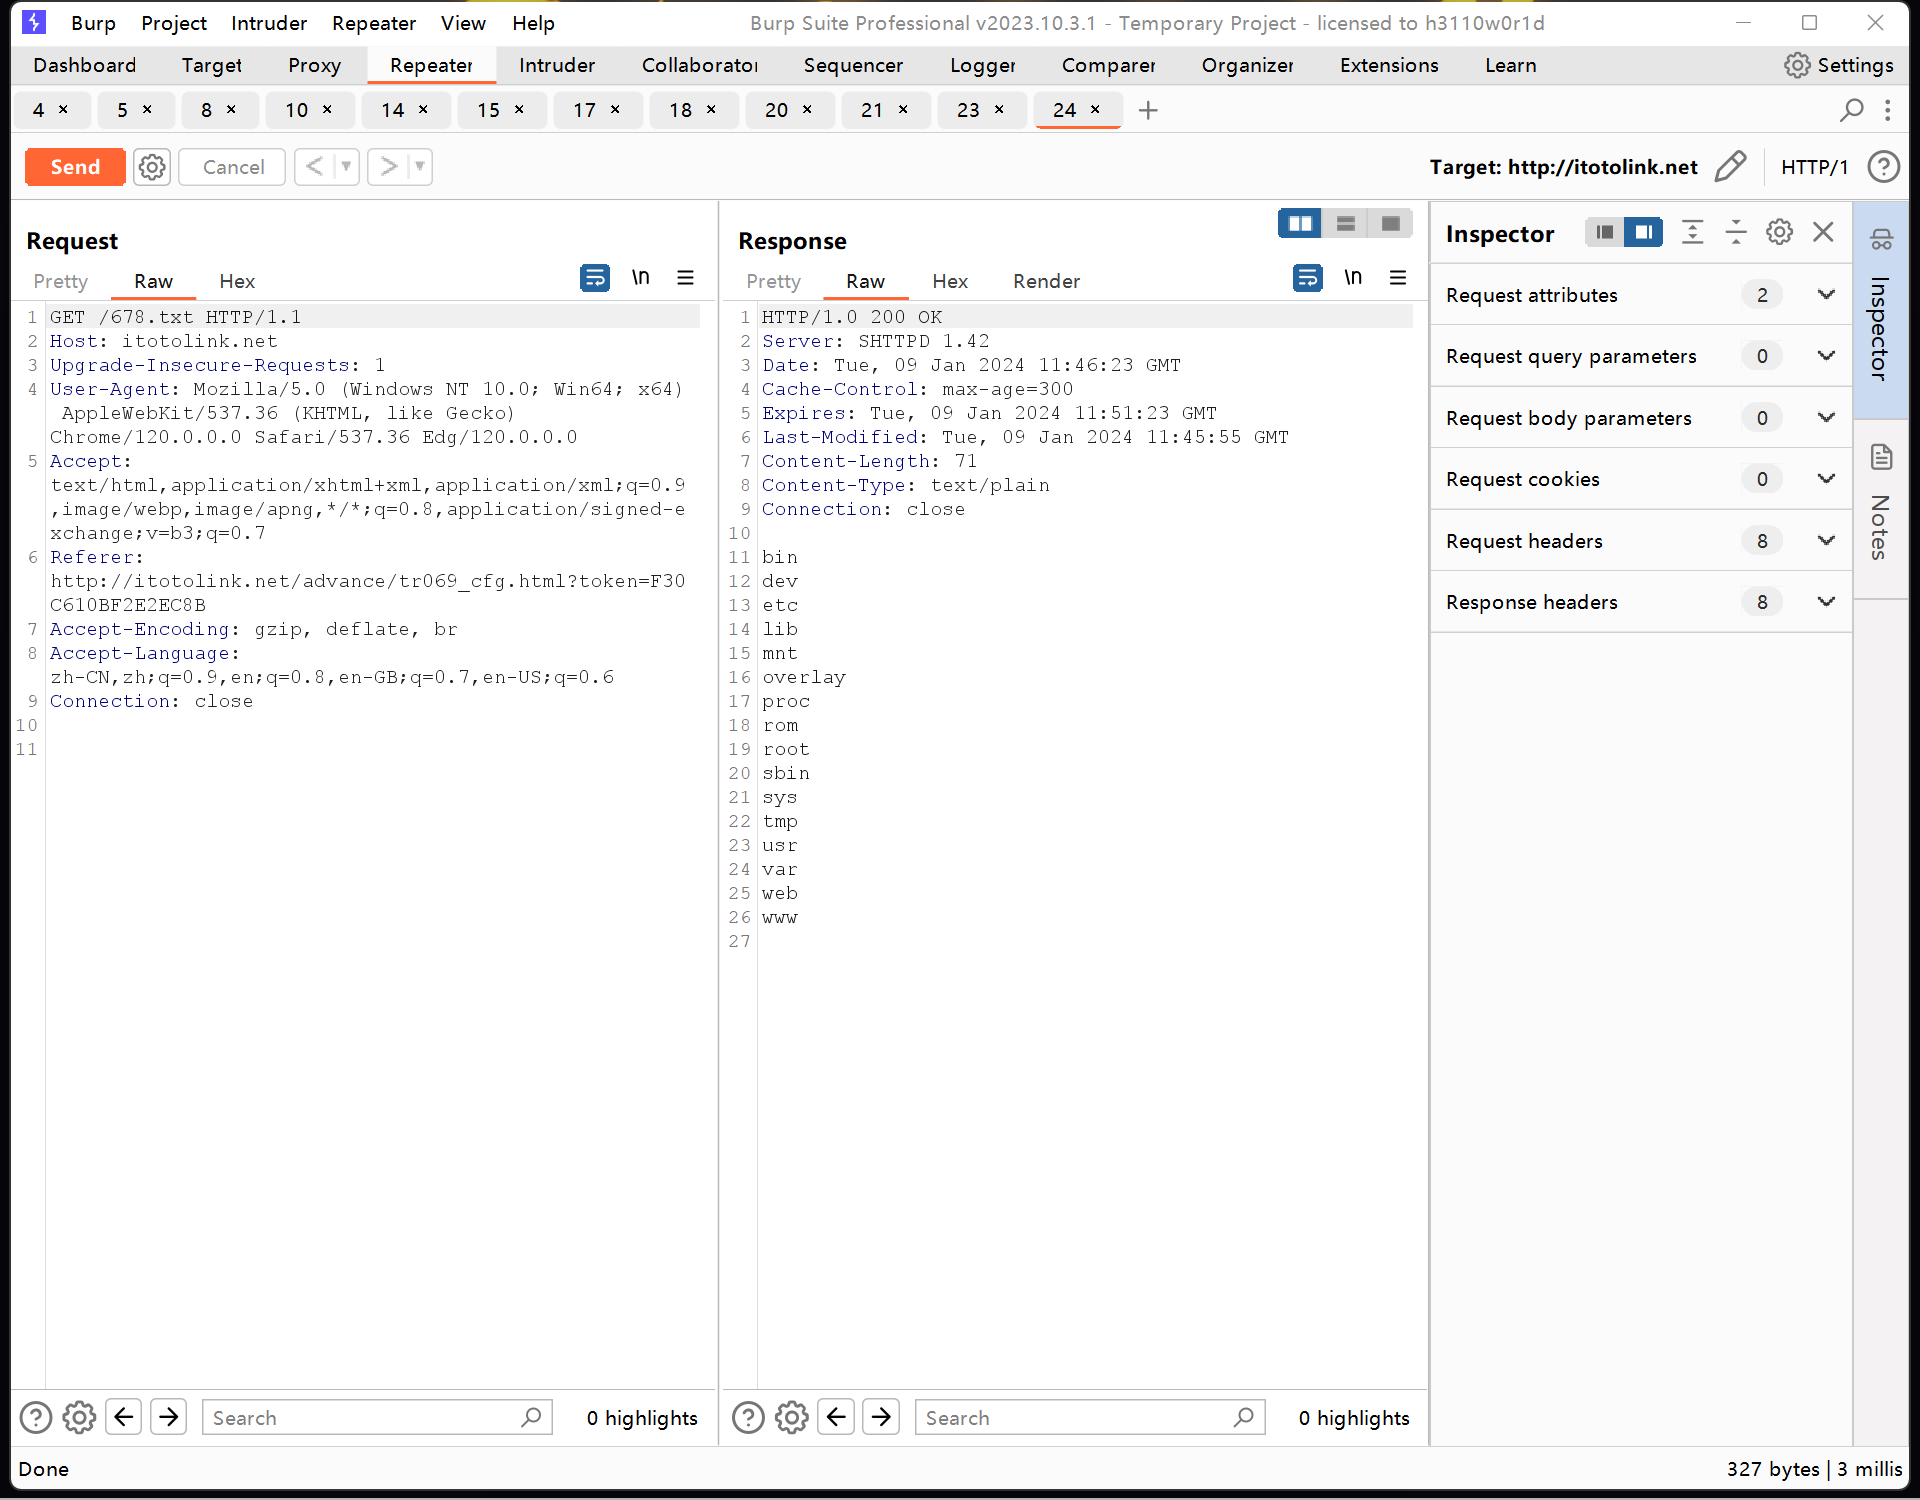 Burp Project Intruder Repeater View Help Burp Suite Professional v2023.10.3.1 - Temporary Project - licensed to h3110w0r1d
Dashboard Target Proxy Repeater Intruder Collaborator Sequencer Logger Comparer Organizer Extensions Learn Settings
4 × 5 × 8 × 10 × 14 × 15 × 17 × 18 × 20 × 21 × 23 × 24 × +
Send Cancel < > Target: http://itotolink.net HTTP/1 ?
Request
Pretty Raw Hex \n
1 GET /678.txt HTTP/1.1
2 Host: itotolink.net
3 Upgrade-Insecure-Requests: 1
4 User-Agent: Mozilla/5.0 (Windows NT 10.0; Win64; x64)
AppleWebKit/537.36 (KHTML, like Gecko)
Chrome/120.0.0.0 Safari/537.36 Edg/120.0.0.0
5 Accept:
text/html,application/xhtml+xml,application/xml;q=0.9
,image/webp,image/apng,*/*;q=0.8,application/signed-e
xchange;v=b3;q=0.7
6 Referer:
http://itotolink.net/advance/tr069_cfg.html?token=F30
C610BF2E2EC8B
7 Accept-Encoding: gzip, deflate, br
8 Accept-Language:
zh-CN,zh;q=0.9,en;q=0.8,en-GB;q=0.7,en-US;q=0.6
9 Connection: close
10
11
Search 0 highlights
Response
Pretty Raw Hex Render \n
1 HTTP/1.0 200 OK
2 Server: SHTTPD 1.42
3 Date: Tue, 09 Jan 2024 11:46:23 GMT
4 Cache-Control: max-age=300
5 Expires: Tue, 09 Jan 2024 11:51:23 GMT
6 Last-Modified: Tue, 09 Jan 2024 11:45:55 GMT
7 Content-Length: 71
8 Content-Type: text/plain
9 Connection: close
10
11 bin
12 dev
13 etc
14 lib
15 mnt
16 overlay
17 proc
18 rom
19 root
20 sbin
21 sys
22 tmp
23 usr
24 var
25 web
26 www
27
Search 0 highlights
Inspector
Request attributes 2
Request query parameters 0
Request body parameters 0
Request cookies 0
Request headers 8
Response headers 8
Inspector
Notes
Done 327 bytes | 3 millis